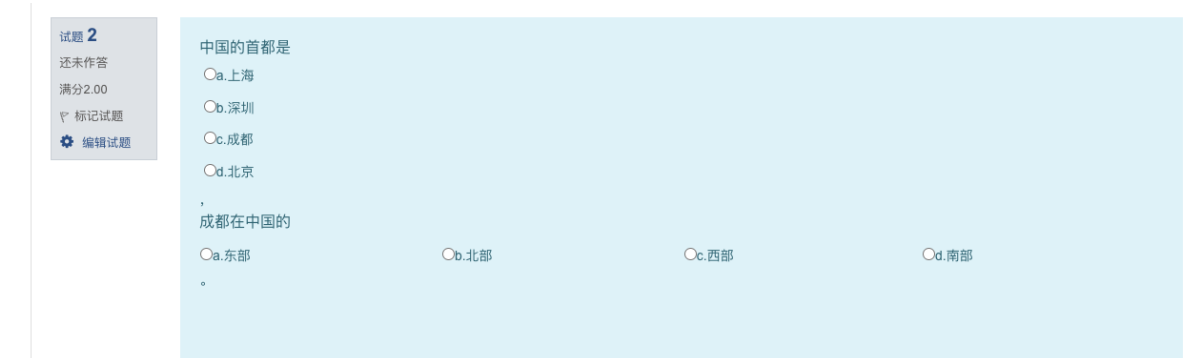 试题 2
还未作答
满分2.00
标记试题
编辑试题
中国的首都是
a.上海
b.深圳
c.成都
d.北京
，
成都在中国的
a.东部 b.北部 c.西部 d.南部
。